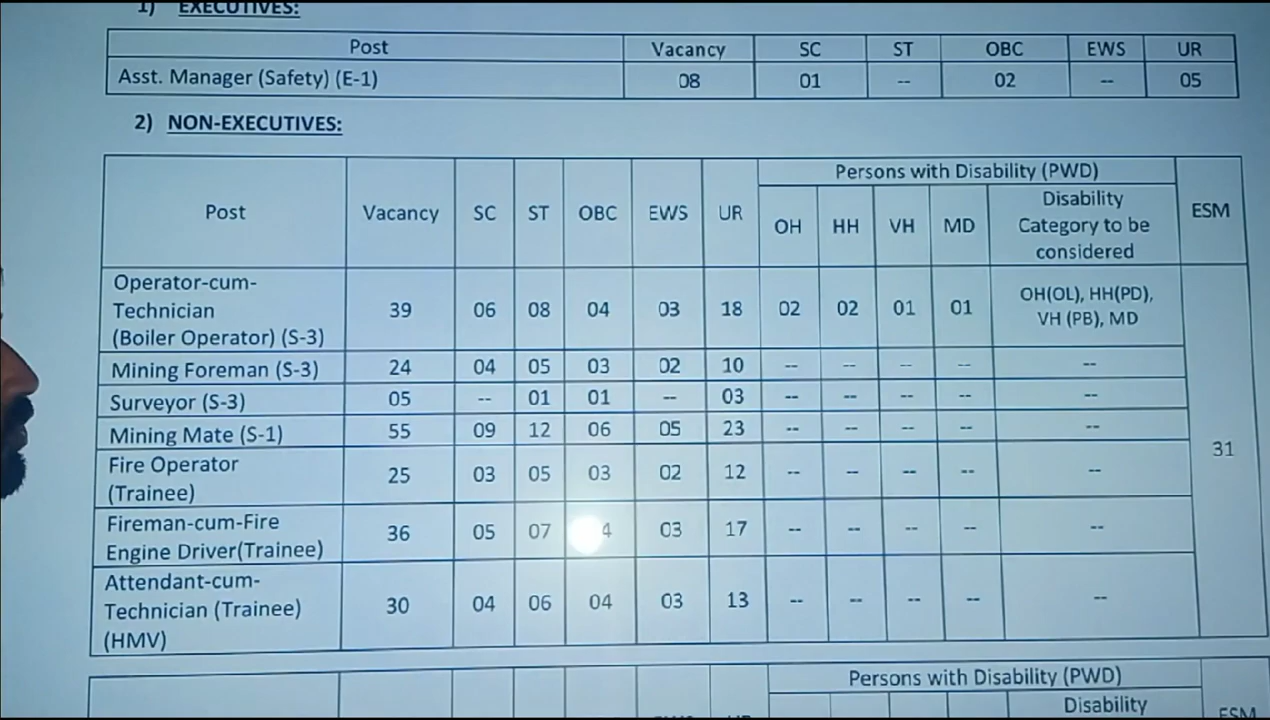 1) EXECUTIVES:
Post Vacancy SC ST OBC EWS UR
Asst. Manager (Safety) (E-1) 08 01 -- 02 -- 05
2) NON-EXECUTIVES:
Persons with Disability (PWD)
Post Vacancy SC ST OBC EWS UR OH HH VH MD Disability
Category to be
considered ESM
Operator-cum-
Technician
(Boiler Operator) (S-3) 39 06 08 04 03 18 02 02 01 01 OH(OL), HH(PD),
VH (PB), MD
Mining Foreman (S-3) 24 04 05 03 02 10 -- -- -- -- --
Surveyor (S-3) 05 -- 01 01 -- 03 -- -- -- -- --
Mining Mate (S-1) 55 09 12 06 05 23 -- -- -- -- --
31
Fire Operator
(Trainee) 25 03 05 03 02 12 -- -- -- -- --
Fireman-cum-Fire
Engine Driver(Trainee) 36 05 07 4 03 17 -- -- -- -- --
Attendant-cum-
Technician (Trainee)
(HMV) 30 04 06 04 03 13 -- -- -- -- --
Persons with Disability (PWD)
Disability
ESM